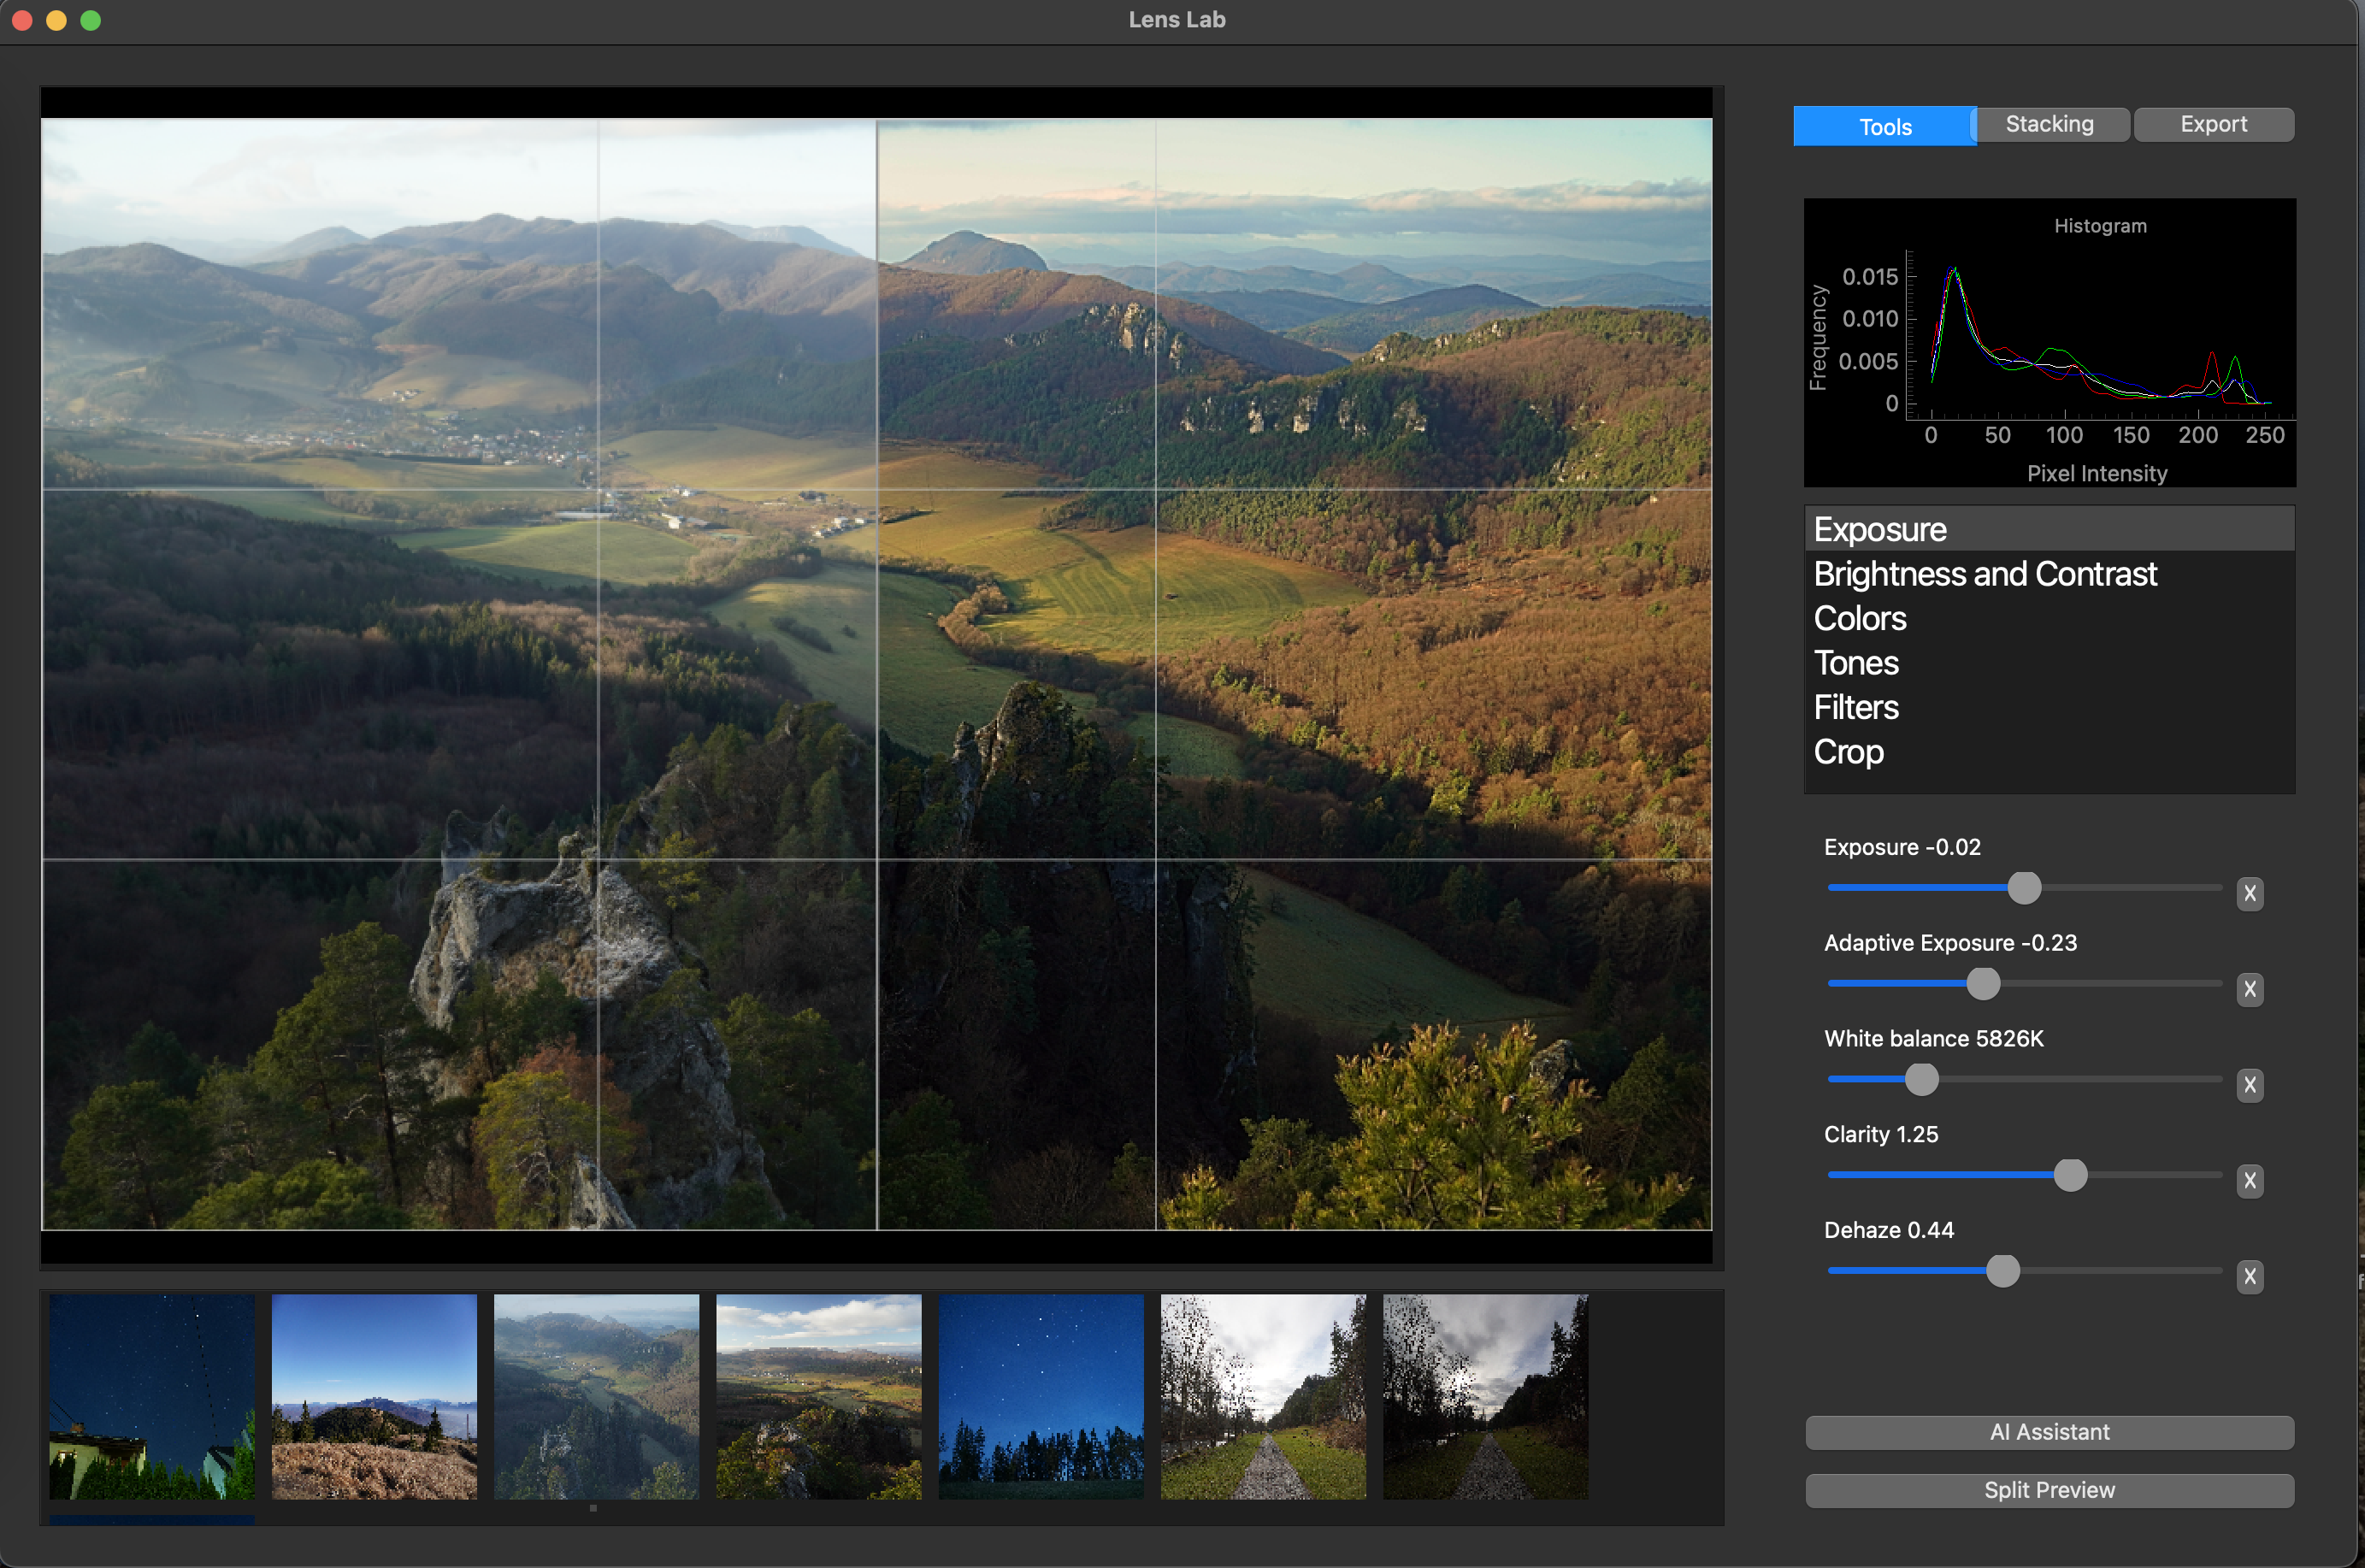 Lens Lab
Tools Stacking Export
Histogram
Frequency
0.015
0.010
0.005
0
0 50 100 150 200 250
Pixel Intensity
Exposure
Brightness and Contrast
Colors
Tones
Filters
Crop
Exposure -0.02
X
Adaptive Exposure -0.23
X
White balance 5826K
X
Clarity 1.25
X
Dehaze 0.44
X
AI Assistant
Split Preview